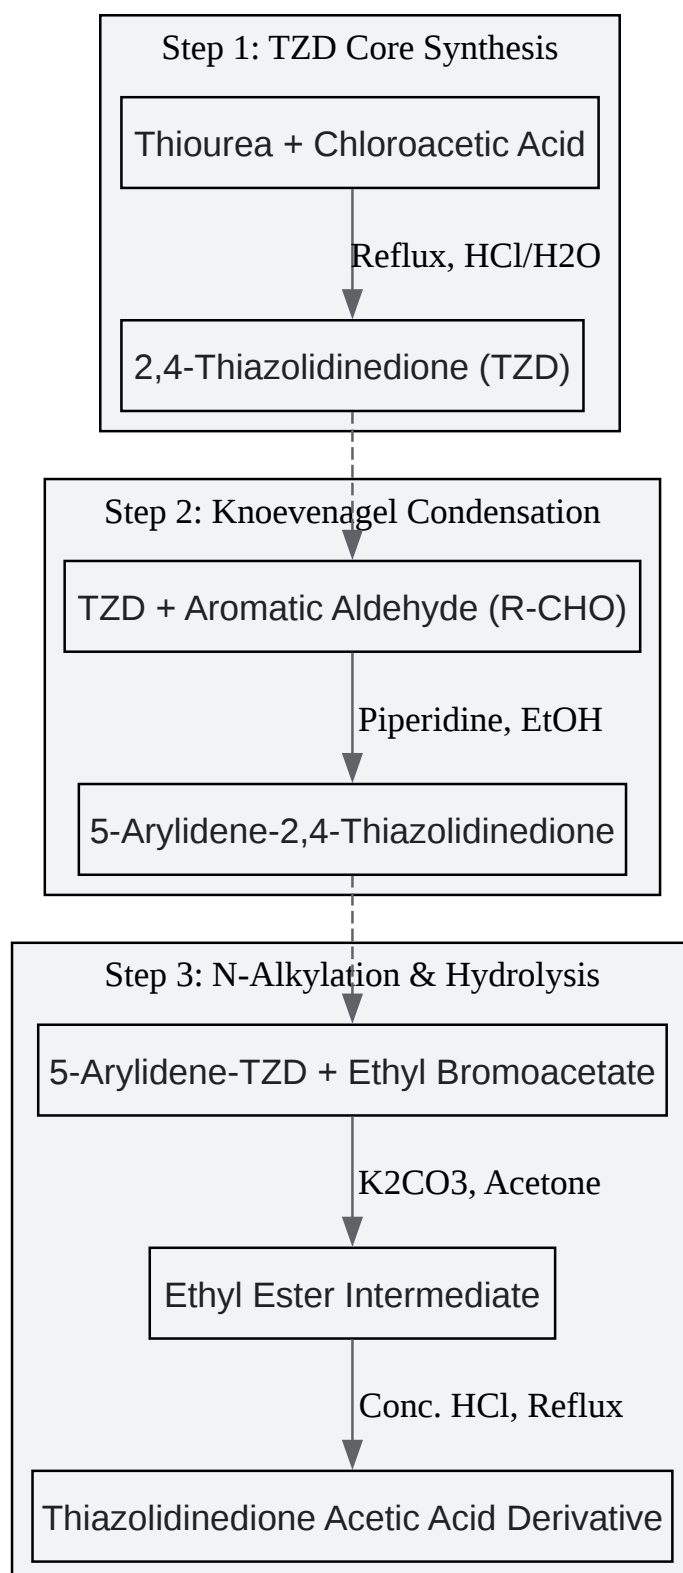 Step 1: TZD Core Synthesis
Thiourea + Chloroacetic Acid
Reflux, HCl/H2O
2,4-Thiazolidinedione (TZD)
Step 2: Knoevenagel Condensation
TZD + Aromatic Aldehyde (R-CHO)
Piperidine, EtOH
5-Arylidene-2,4-Thiazolidinedione
Step 3: N-Alkylation & Hydrolysis
5-Arylidene-TZD + Ethyl Bromoacetate
K2CO3, Acetone
Ethyl Ester Intermediate
Conc. HCl, Reflux
Thiazolidinedione Acetic Acid Derivative